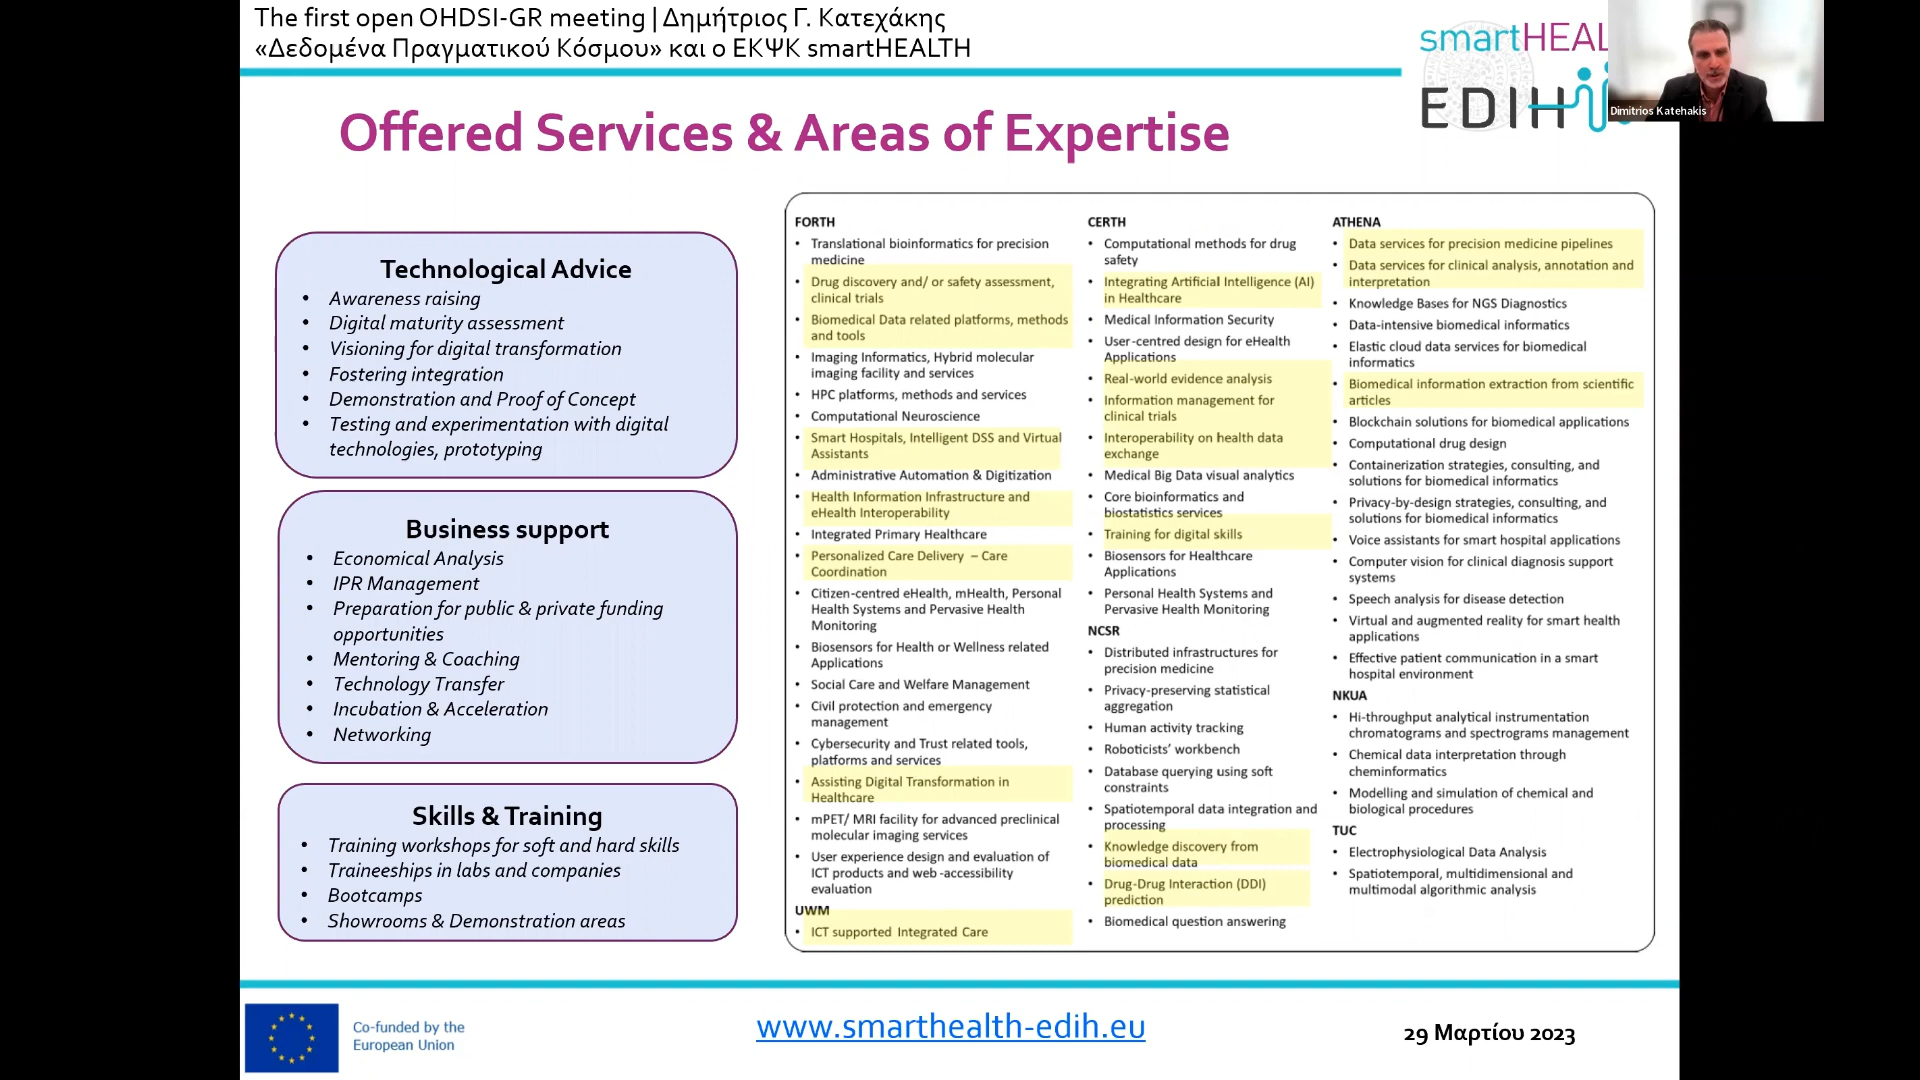 The first open OHDSI-GR meeting | Δημήτριος Γ. Κατεχάκης
«Δεδομένα Πραγματικού Κόσμου» και ο ΕΚΨΚ smartHEALTH
smartHEAL
EDIH
Dimitrios Katehakis
Offered Services & Areas of Expertise
Technological Advice
• Awareness raising
• Digital maturity assessment
• Visioning for digital transformation
• Fostering integration
• Demonstration and Proof of Concept
• Testing and experimentation with digital
technologies, prototyping
Business support
• Economical Analysis
• IPR Management
• Preparation for public & private funding
opportunities
• Mentoring & Coaching
• Technology Transfer
• Incubation & Acceleration
• Networking
Skills & Training
• Training workshops for soft and hard skills
• Traineeships in labs and companies
• Bootcamps
• Showrooms & Demonstration areas
FORTH
• Translational bioinformatics for precision
medicine
• Drug discovery and/ or safety assessment,
clinical trials
• Biomedical Data related platforms, methods
and tools
• Imaging Informatics, Hybrid molecular
imaging facility and services
• HPC platforms, methods and services
• Computational Neuroscience
• Smart Hospitals, Intelligent DSS and Virtual
Assistants
• Administrative Automation & Digitization
• Health Information Infrastructure and
eHealth Interoperability
• Integrated Primary Healthcare
• Personalized Care Delivery – Care
Coordination
• Citizen-centred eHealth, mHealth, Personal
Health Systems and Pervasive Health
Monitoring
• Biosensors for Health or Wellness related
Applications
• Social Care and Welfare Management
• Civil protection and emergency
management
• Cybersecurity and Trust related tools,
platforms and services
• Assisting Digital Transformation in
Healthcare
• mPET/ MRI facility for advanced preclinical
molecular imaging services
• User experience design and evaluation of
ICT products and web-accessibility
evaluation
UWM
• ICT supported Integrated Care
CERTH
• Computational methods for drug
safety
• Integrating Artificial Intelligence (AI)
in Healthcare
• Medical Information Security
• User-centred design for eHealth
Applications
• Real-world evidence analysis
• Information management for
clinical trials
• Interoperability on health data
exchange
• Medical Big Data visual analytics
• Core bioinformatics and
biostatistics services
• Training for digital skills
• Biosensors for Healthcare
Applications
• Personal Health Systems and
Pervasive Health Monitoring
NCSR
• Distributed infrastructures for
precision medicine
• Privacy-preserving statistical
aggregation
• Human activity tracking
• Roboticists’ workbench
• Database querying using soft
constraints
• Spatiotemporal data integration and
processing
• Knowledge discovery from
biomedical data
• Drug-Drug Interaction (DDI)
prediction
• Biomedical question answering
ATHENA
• Data services for precision medicine pipelines
• Data services for clinical analysis, annotation and
interpretation
• Knowledge Bases for NGS Diagnostics
• Data-intensive biomedical informatics
• Elastic cloud data services for biomedical
informatics
• Biomedical information extraction from scientific
articles
• Blockchain solutions for biomedical applications
• Computational drug design
• Containerization strategies, consulting, and
solutions for biomedical informatics
• Privacy-by-design strategies, consulting, and
solutions for biomedical informatics
• Voice assistants for smart hospital applications
• Computer vision for clinical diagnosis support
systems
• Speech analysis for disease detection
• Virtual and augmented reality for smart health
applications
• Effective patient communication in a smart
hospital environment
NKUA
• Hi-throughput analytical instrumentation
chromatograms and spectrograms management
• Chemical data interpretation through
cheminformatics
• Modelling and simulation of chemical and
biological procedures
TUC
• Electrophysiological Data Analysis
• Spatiotemporal, multidimensional and
multimodal algorithmic analysis
Co-funded by the
European Union
www.smarthealth-edih.eu
29 Μαρτίου 2023